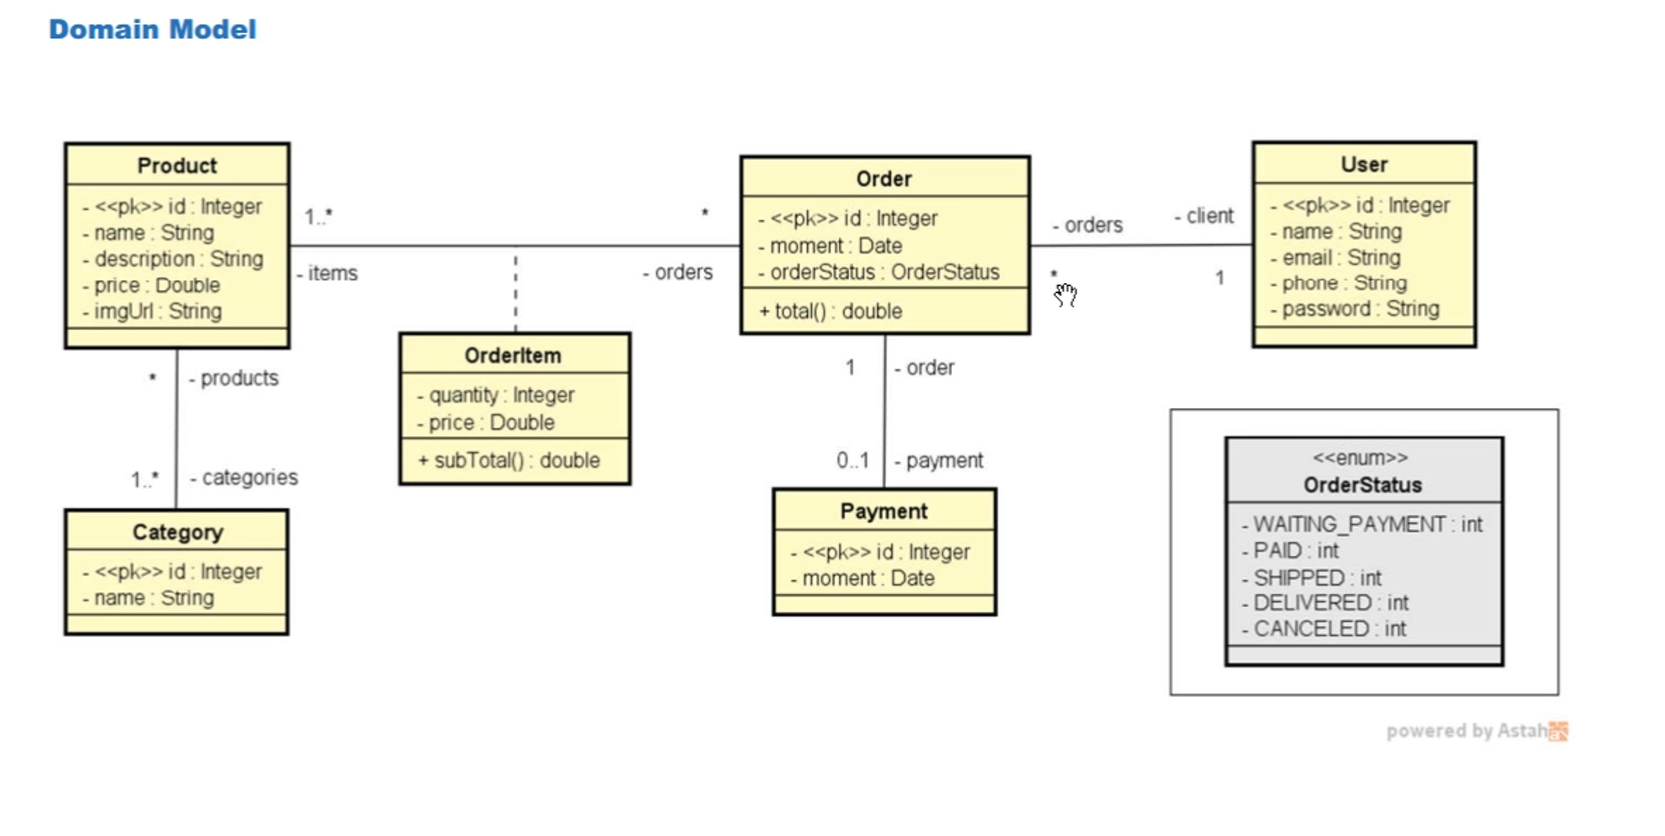 Domain Model
Product
- <<pk>> id : Integer
- name : String
- description : String
- price : Double
- imgUrl : String
1..*
- items
*
- orders
Order
- <<pk>> id : Integer
- moment : Date
- orderStatus : OrderStatus
+ total() : double
- orders
*
- client
1
User
- <<pk>> id : Integer
- name : String
- email : String
- phone : String
- password : String
OrderItem
- quantity : Integer
- price : Double
+ subTotal() : double
* - products
1..* - categories
Category
- <<pk>> id : Integer
- name : String
1 - order
0..1 - payment
Payment
- <<pk>> id : Integer
- moment : Date
<<enum>>
OrderStatus
- WAITING_PAYMENT : int
- PAID : int
- SHIPPED : int
- DELIVERED : int
- CANCELED : int
powered by Astah